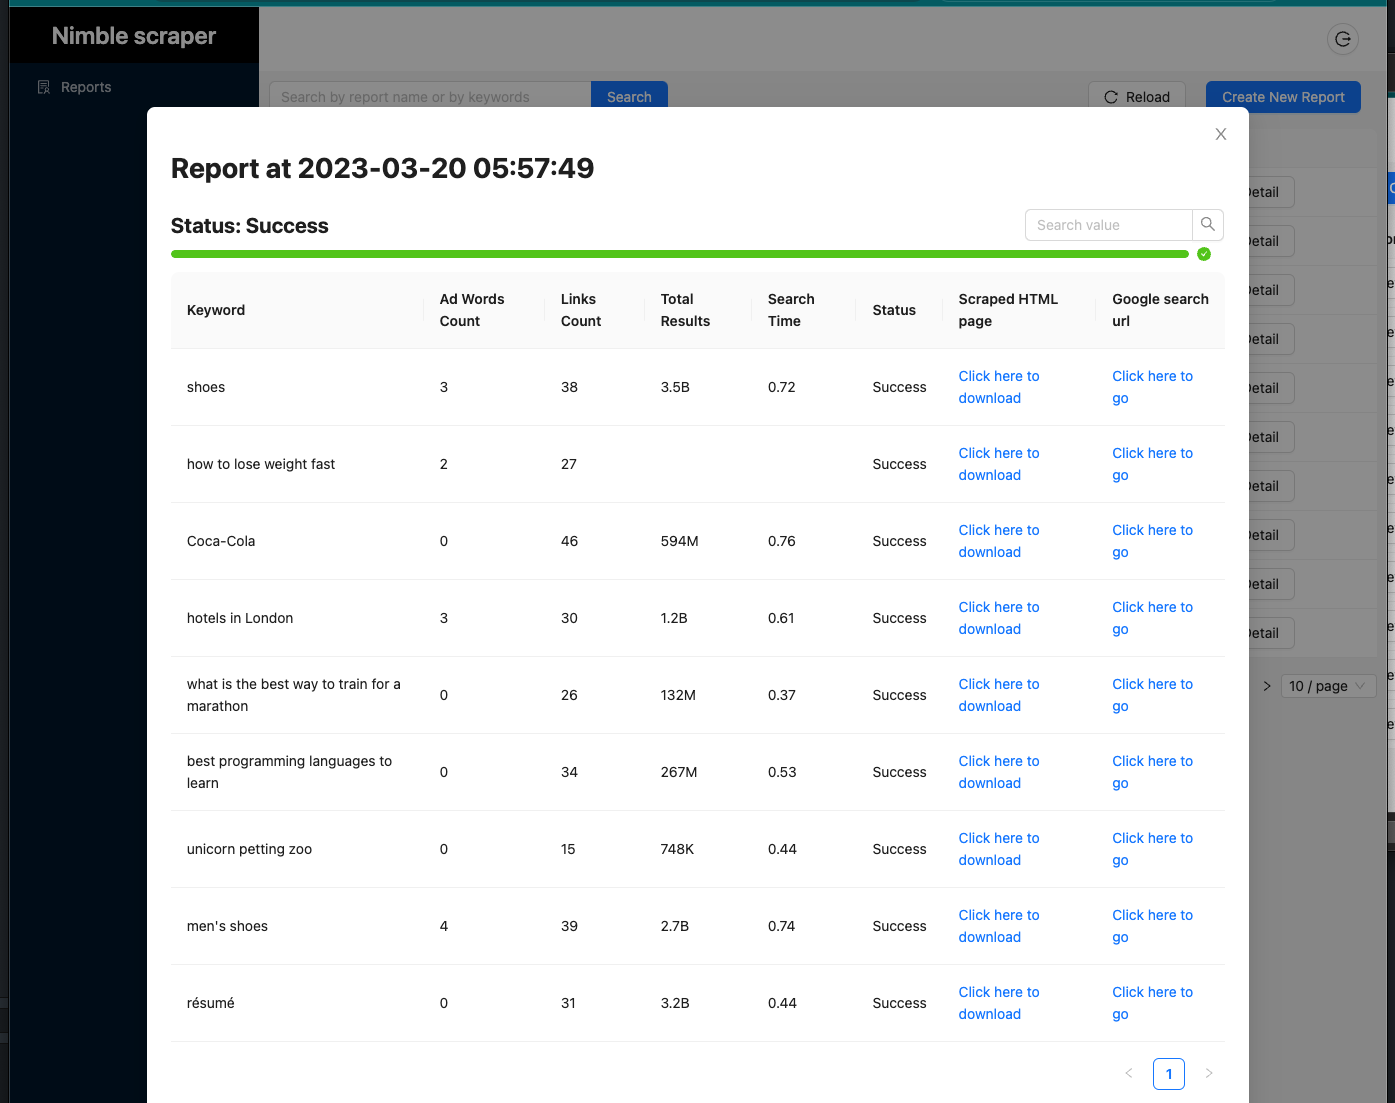 Nimble scraper
Reports
Search by report name or by keywords
Search
Reload
Create New Report
Report at 2023-03-20 05:57:49
Status: Success
Search value
Keyword
Ad Words Count
Links Count
Total Results
Search Time
Status
Scraped HTML page
Google search url
shoes 3 38 3.5B 0.72 Success Click here to download Click here to go
how to lose weight fast 2 27 Success Click here to download Click here to go
Coca-Cola 0 46 594M 0.76 Success Click here to download Click here to go
hotels in London 3 30 1.2B 0.61 Success Click here to download Click here to go
what is the best way to train for a marathon 0 26 132M 0.37 Success Click here to download Click here to go
best programming languages to learn 0 34 267M 0.53 Success Click here to download Click here to go
unicorn petting zoo 0 15 748K 0.44 Success Click here to download Click here to go
men's shoes 4 39 2.7B 0.74 Success Click here to download Click here to go
résumé 0 31 3.2B 0.44 Success Click here to download Click here to go
1
10 / page